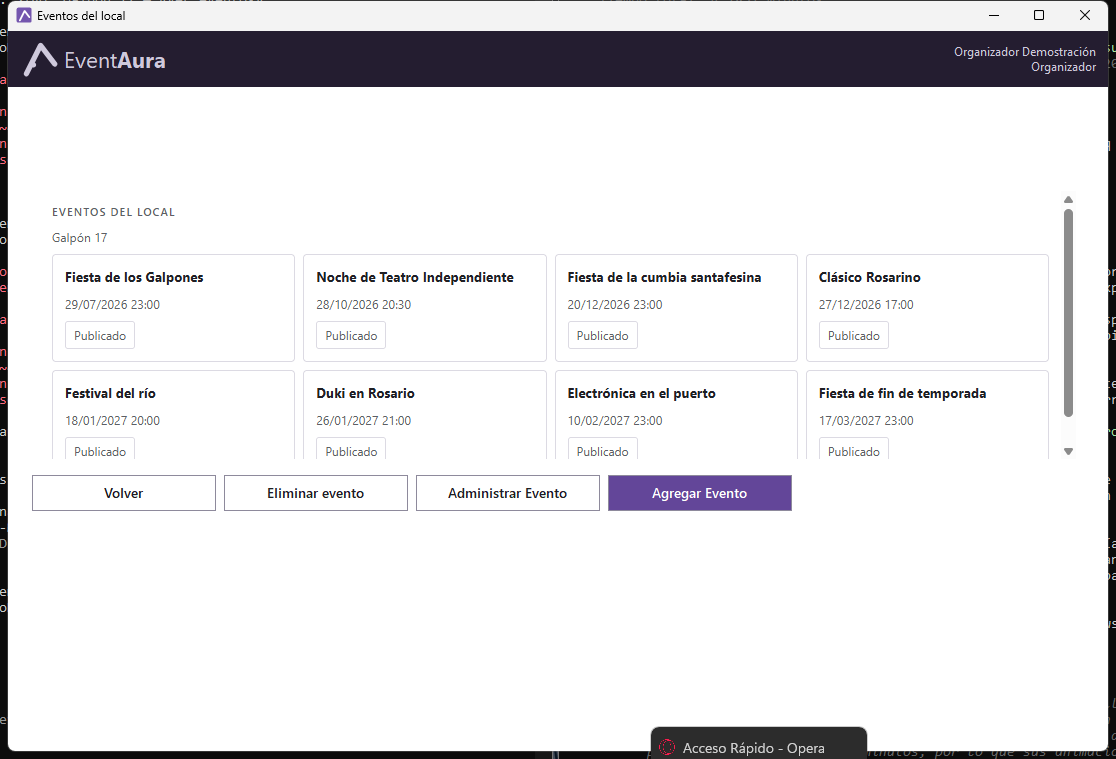 Eventos del local
EventAura
Organizador Demostración
Organizador
EVENTOS DEL LOCAL
Galpón 17
Fiesta de los Galpones
29/07/2026 23:00
Publicado
Noche de Teatro Independiente
28/10/2026 20:30
Publicado
Fiesta de la cumbia santafesina
20/12/2026 23:00
Publicado
Clásico Rosarino
27/12/2026 17:00
Publicado
Festival del río
18/01/2027 20:00
Publicado
Duki en Rosario
26/01/2027 21:00
Publicado
Electrónica en el puerto
10/02/2027 23:00
Publicado
Fiesta de fin de temporada
17/03/2027 23:00
Publicado
Volver
Eliminar evento
Administrar Evento
Agregar Evento
Acceso Rápido - Opera